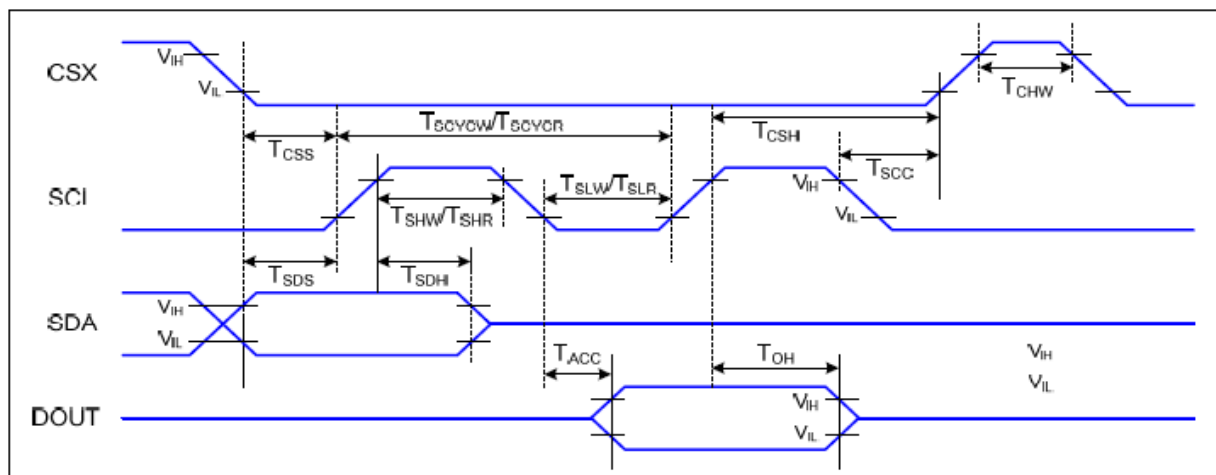 CSX
VIH
VIL
TCHW
TSCYCW/TSCYCR
TCSS
TCSH
TSCC
SCL
TSLW/TSLR
VIH
TSHW/TSHR
VIL
TSDS
TSDH
SDA
VIH
VIL
TACC
TOH
VIH
VIL
DOUT
VIH
VIL